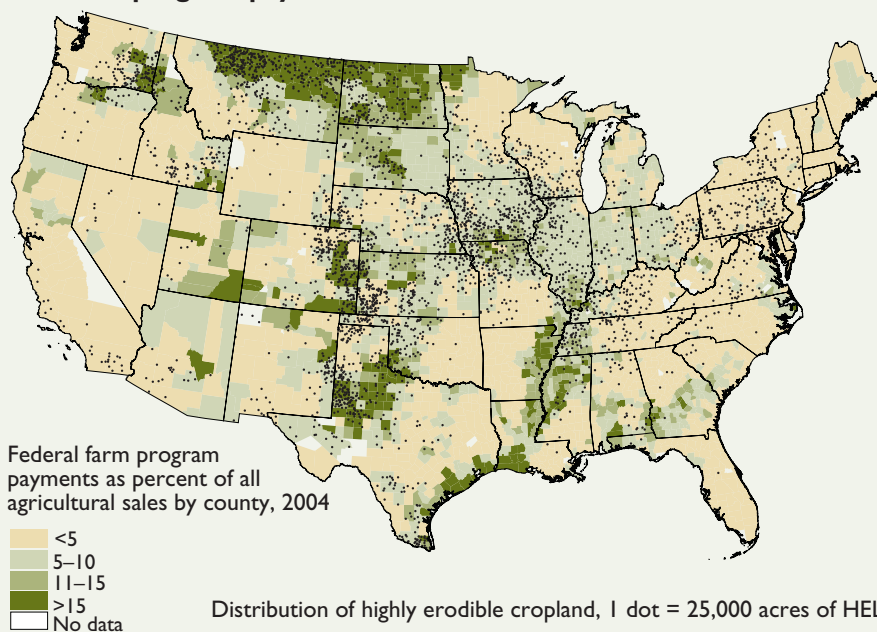 Federal farm program
payments as percent of all
agricultural sales by county, 2004
<5
5–10
11–15
>15
No data
Distribution of highly erodible cropland, 1 dot = 25,000 acres of HEL